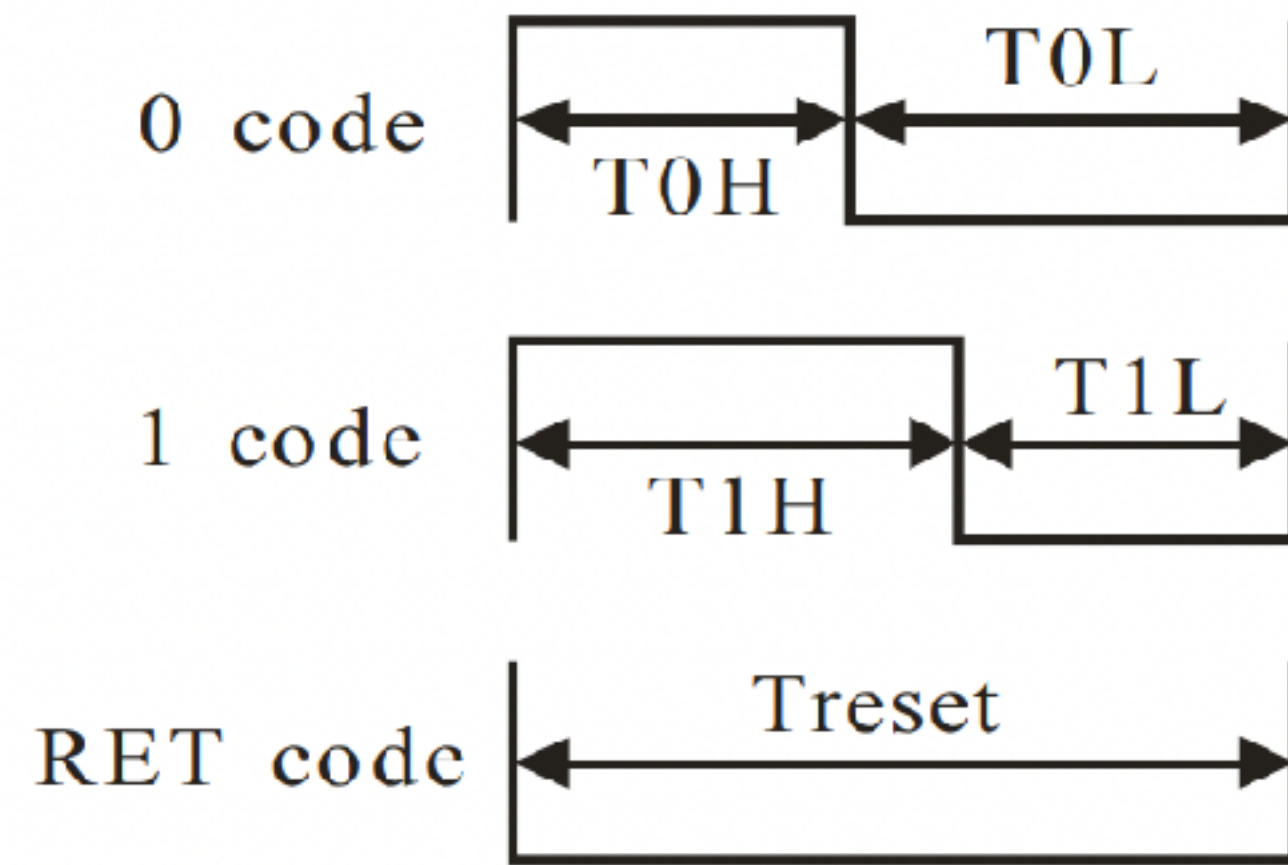 T0L
0 code
T0H
T1L
1 code
T1H
Treset
RET code